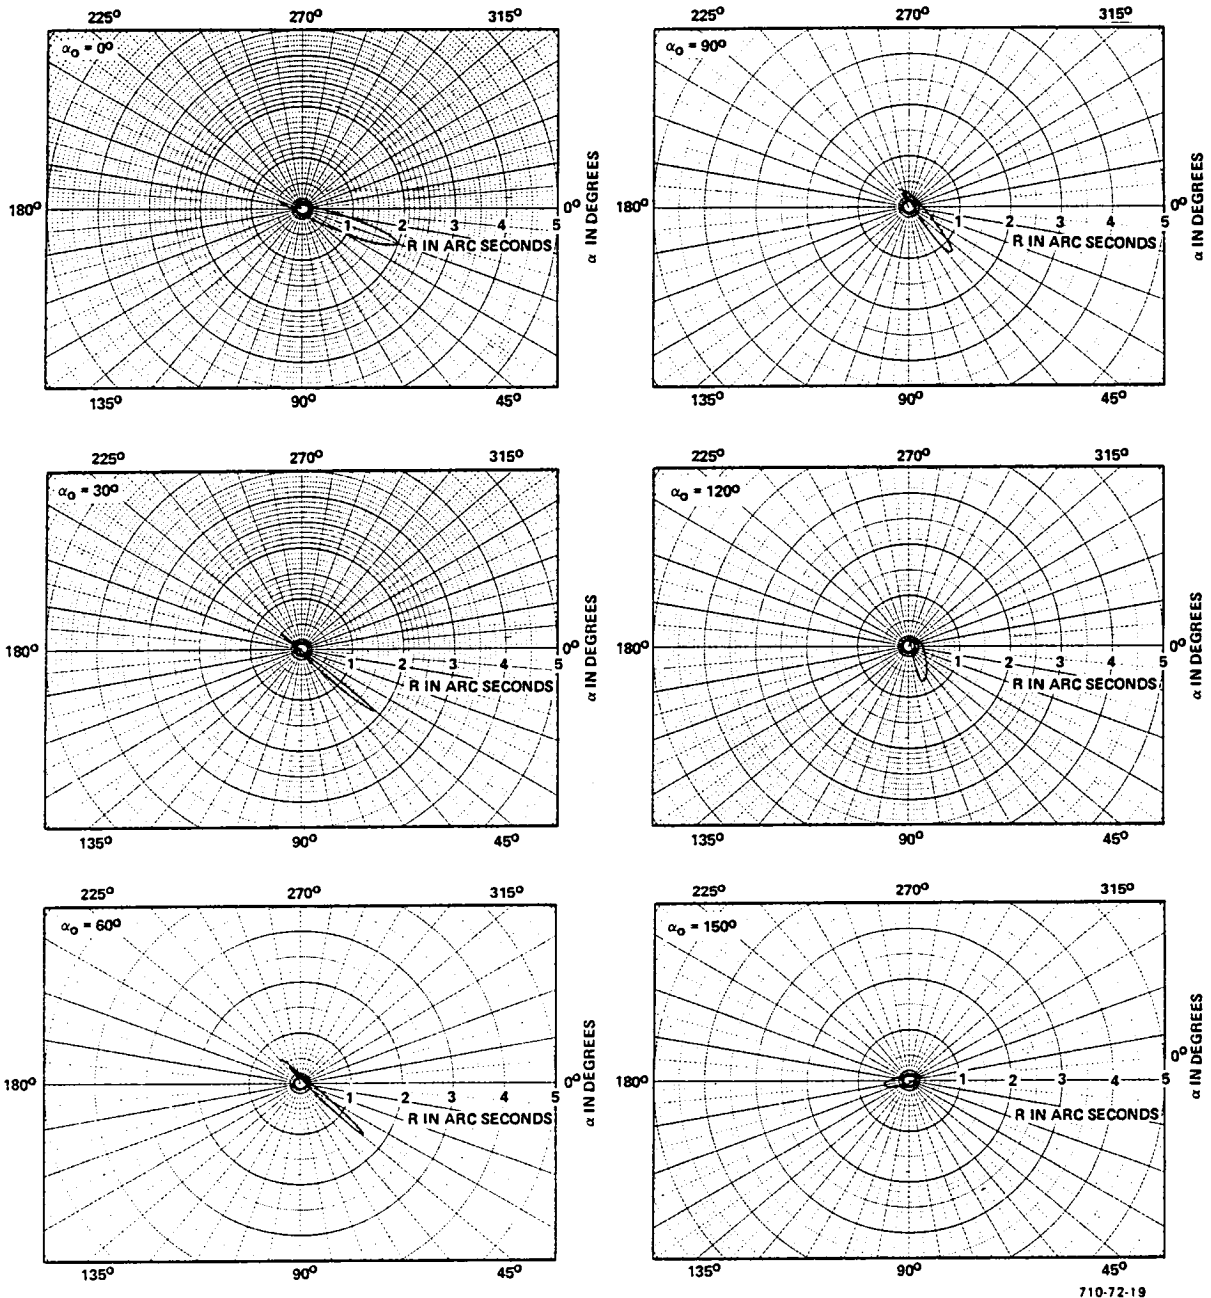 225° 270° 315°
α₀ = 0°
180° 0°
1 2 3 4 5
R IN ARC SECONDS
α IN DEGREES
135° 90° 45°
225° 270° 315°
α₀ = 90°
180° 0°
1 2 3 4 5
R IN ARC SECONDS
α IN DEGREES
135° 90° 45°
225° 270° 315°
α₀ = 30°
180° 0°
1 2 3 4 5
R IN ARC SECONDS
α IN DEGREES
135° 90° 45°
225° 270° 315°
α₀ = 120°
180° 0°
1 2 3 4 5
R IN ARC SECONDS
α IN DEGREES
135° 90° 45°
225° 270° 315°
α₀ = 60°
180° 0°
1 2 3 4 5
R IN ARC SECONDS
α IN DEGREES
135° 90° 45°
225° 270° 315°
α₀ = 150°
180° 0°
1 2 3 4 5
R IN ARC SECONDS
α IN DEGREES
135° 90° 45°
710-72-19